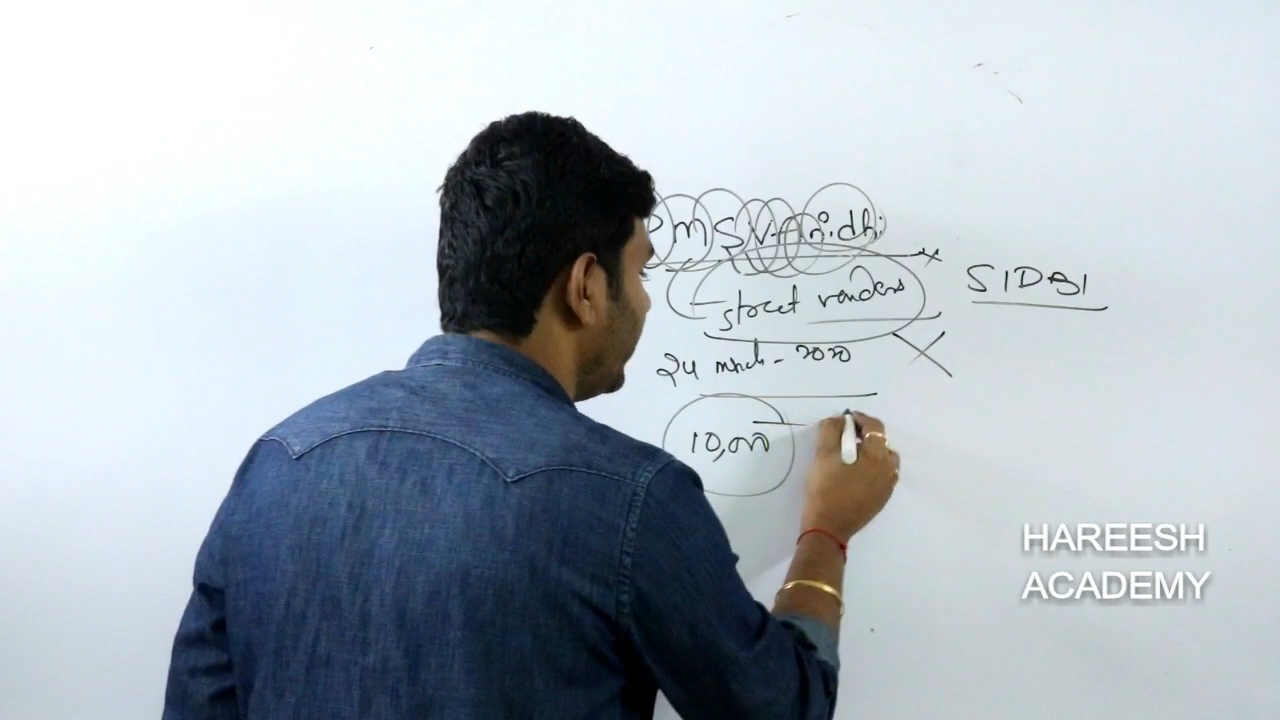 PMSVAnidhi
street vendors
SIDBI
24 March - 2020
10,000
HAREESH
ACADEMY